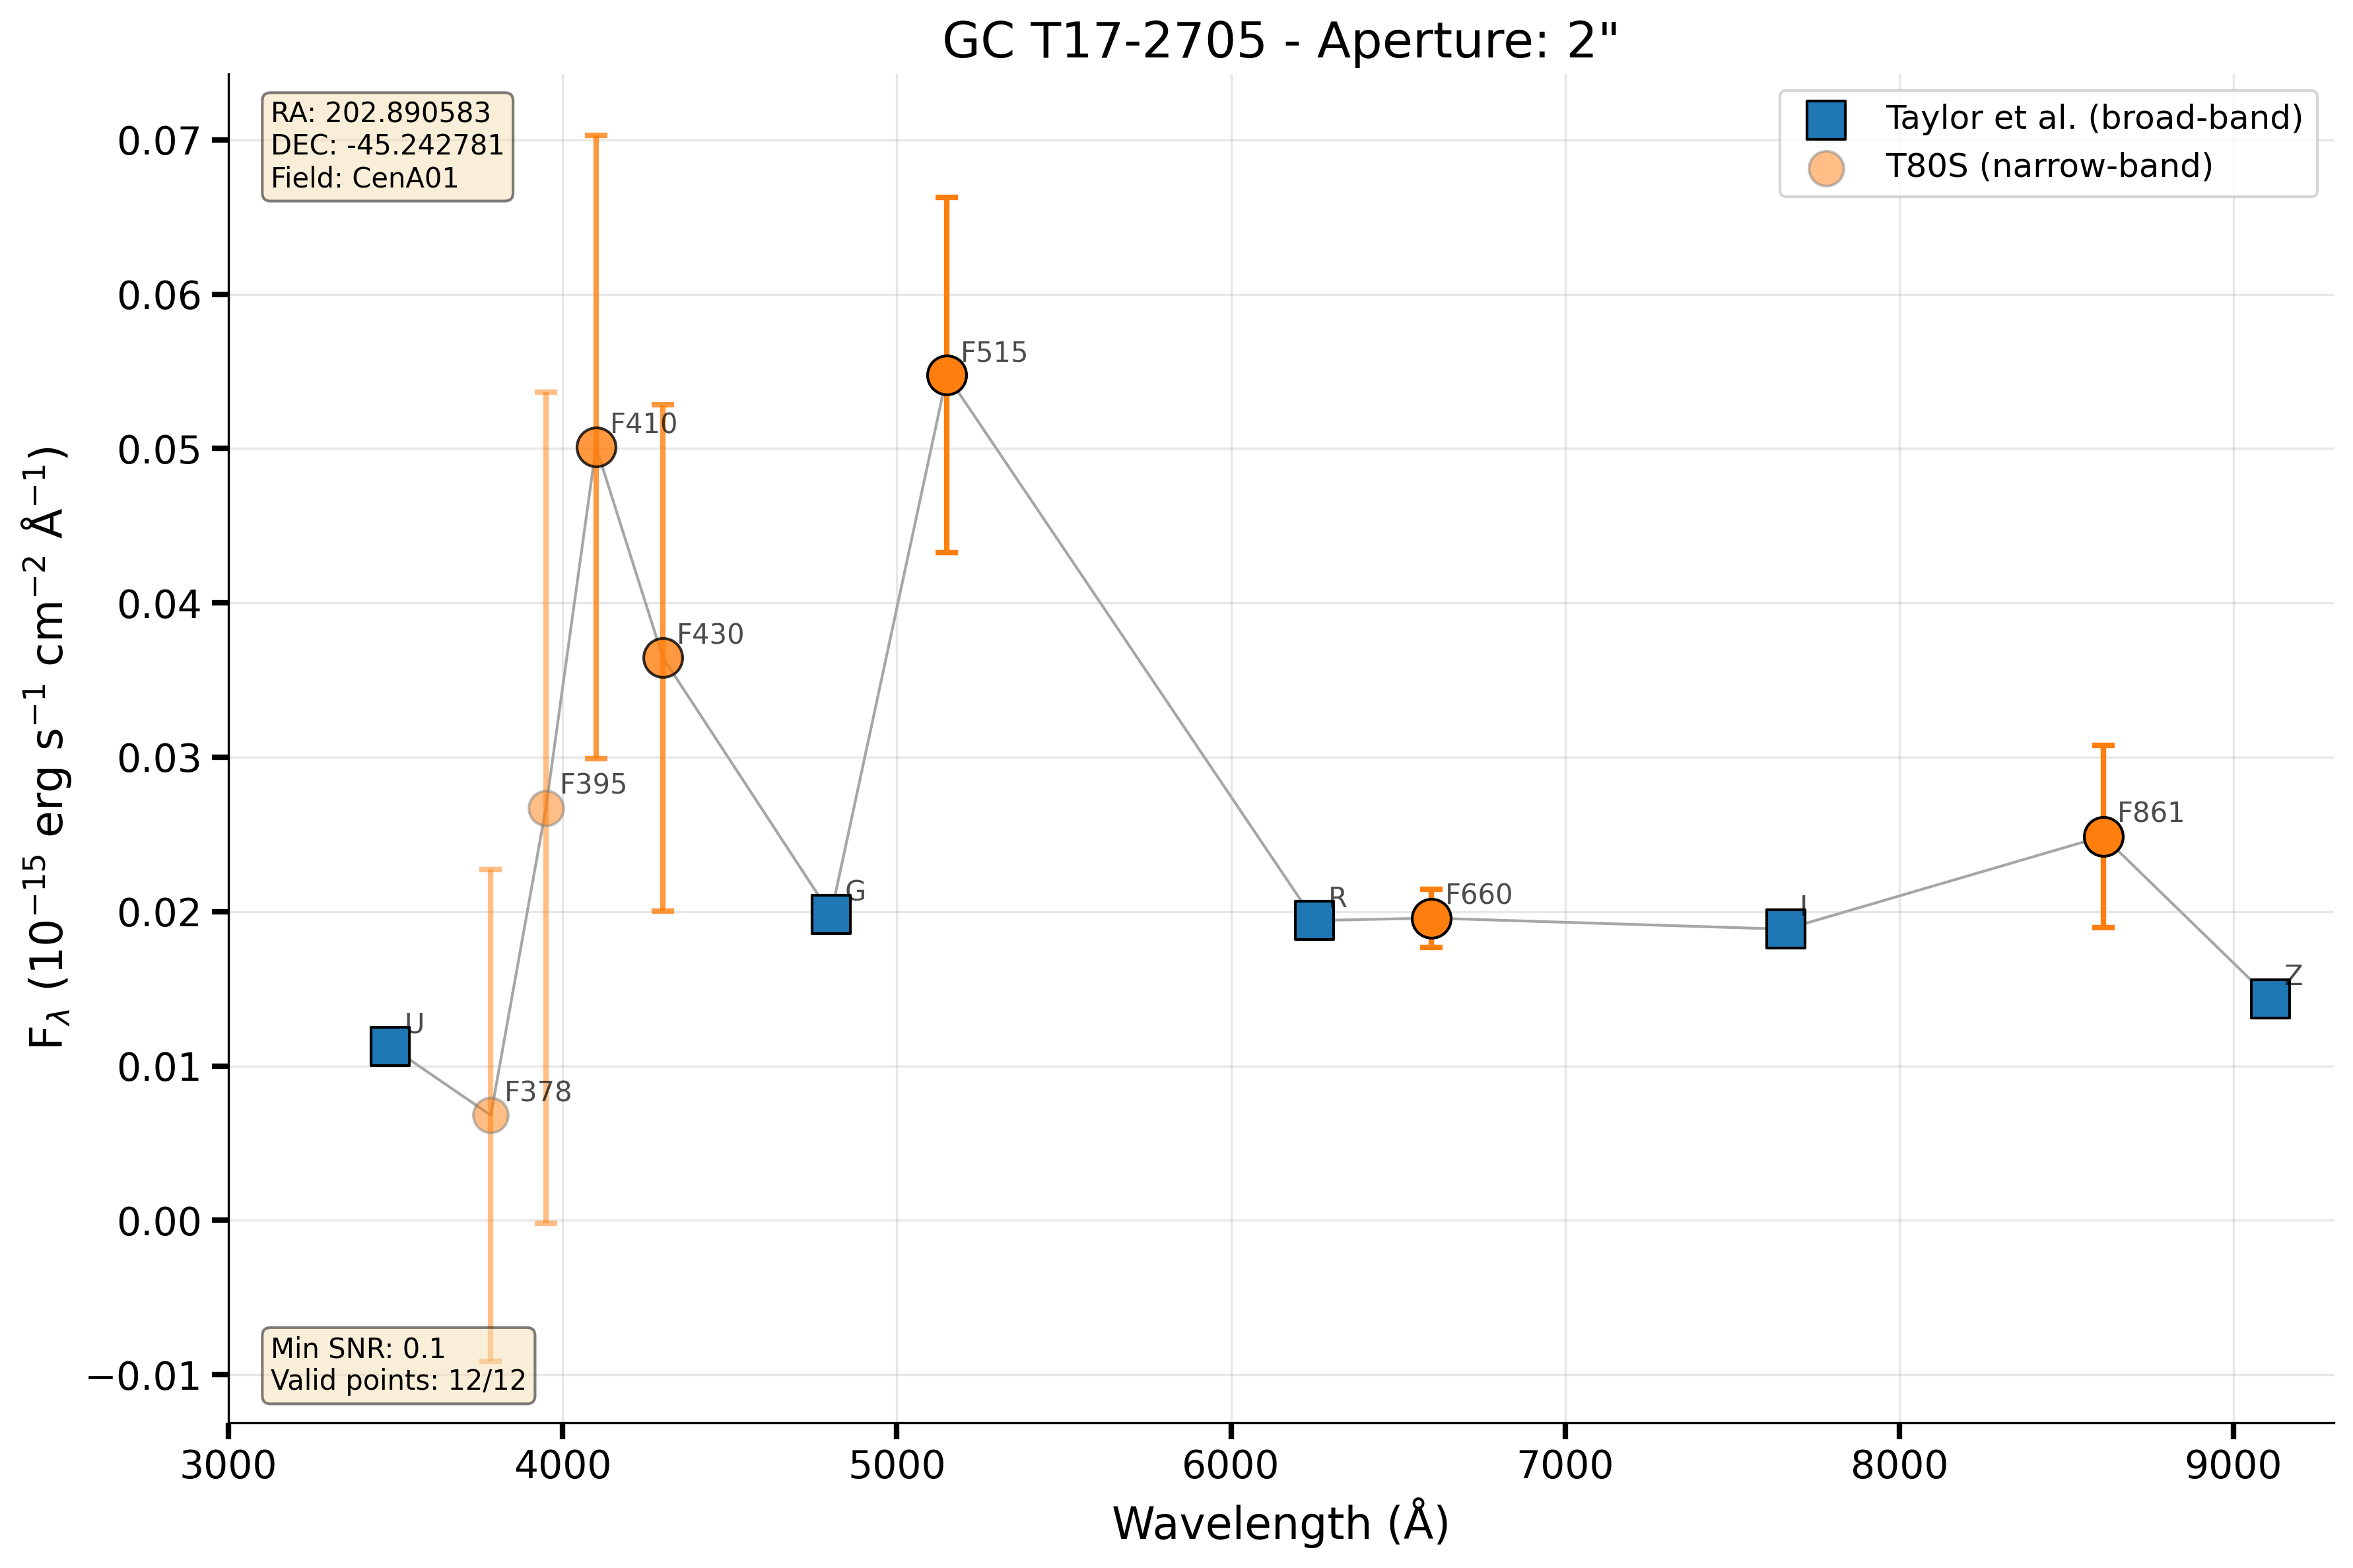 GC T17-2705 - Aperture: 2"
RA: 202.890583
DEC: -45.242781
Field: CenA01
Taylor et al. (broad-band)
T80S (narrow-band)
0.07
0.06
0.05
0.04
0.03
0.02
0.01
0.00
−0.01
F_λ (10⁻¹⁵ erg s⁻¹ cm⁻² Å⁻¹)
F515
F410
F430
F395
F861
G
R
F660
I
Z
U
F378
Min SNR: 0.1
Valid points: 12/12
3000 4000 5000 6000 7000 8000 9000
Wavelength (Å)